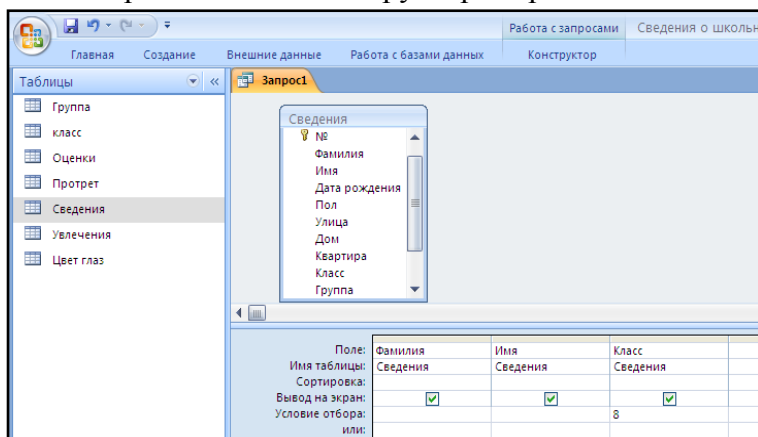 Работа с запросами
Сведения о школьн
Главная
Создание
Внешние данные
Работа с базами данных
Конструктор
Таблицы
Группа
класс
Оценки
Протрет
Сведения
Увлечения
Цвет глаз
Запрос1
Сведения
№
Фамилия
Имя
Дата рождения
Пол
Улица
Дом
Квартира
Класс
Группа
Поле: Фамилия Имя Класс
Имя таблицы: Сведения Сведения Сведения
Сортировка:
Вывод на экран:
Условие отбора: 8
или: